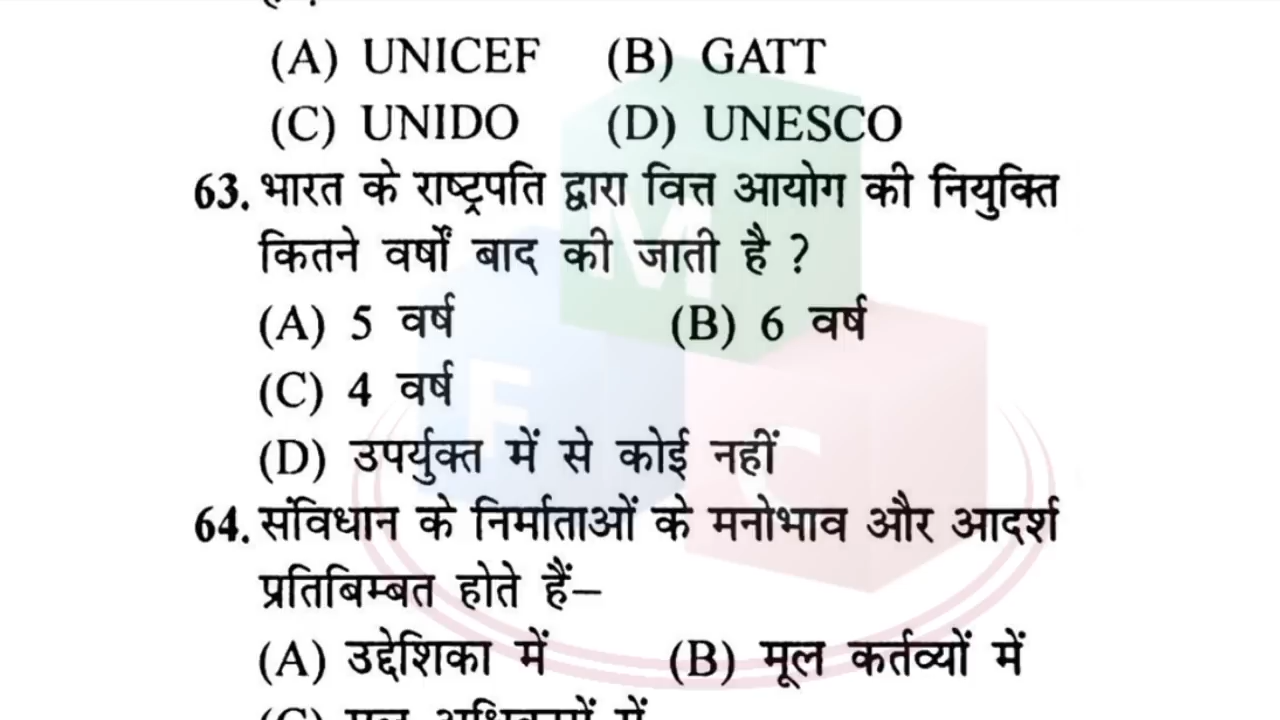 (A) UNICEF (B) GATT
(C) UNIDO (D) UNESCO
63. भारत के राष्ट्रपति द्वारा वित्त आयोग की नियुक्ति
कितने वर्षों बाद की जाती है ?
(A) 5 वर्ष (B) 6 वर्ष
(C) 4 वर्ष
(D) उपर्युक्त में से कोई नहीं
64. संविधान के निर्माताओं के मनोभाव और आदर्श
प्रतिबिम्बत होते हैं–
(A) उद्देशिका में (B) मूल कर्तव्यों में